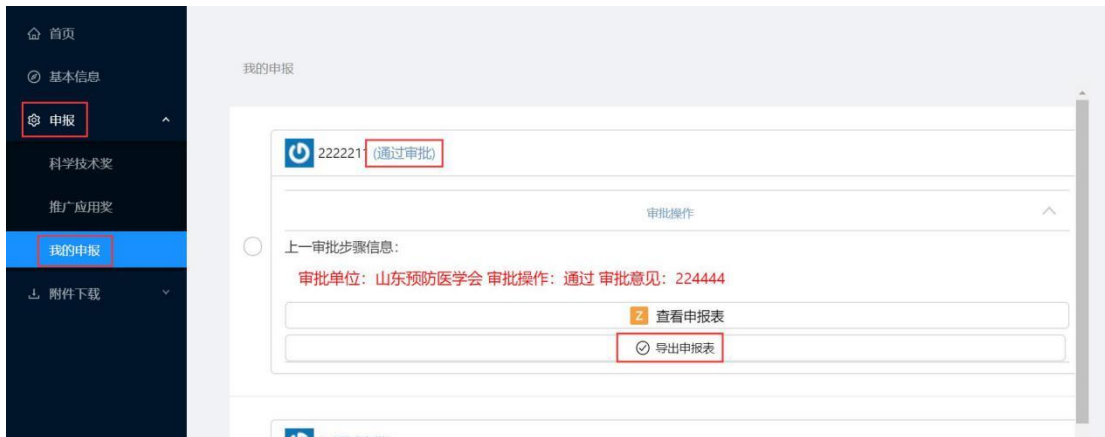 首页
基本信息
申报
科学技术奖
推广应用奖
我的申报
附件下载
我的申报
222221 (通过审批)
审批操作
上一审批步骤信息：
审批单位：山东预防医学会 审批操作：通过 审批意见：224444
Z 查看申报表
导出申报表